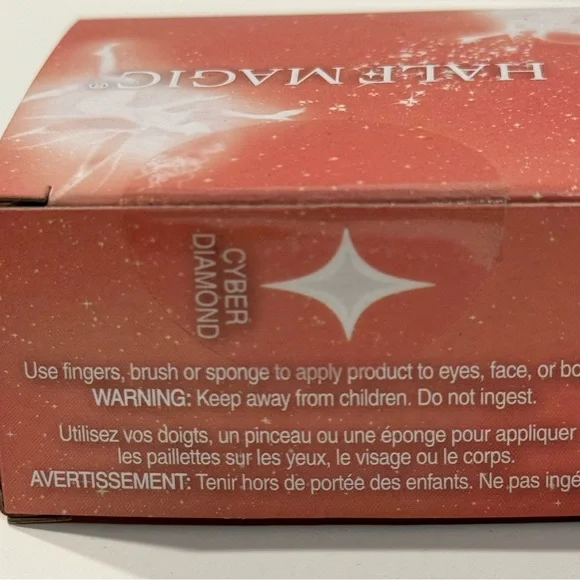 HALF MAGIC®
CYBER
DIAMOND
Use fingers, brush or sponge to apply product to eyes, face, or bo
WARNING: Keep away from children. Do not ingest.
Utilisez vos doigts, un pinceau ou une éponge pour appliquer
les paillettes sur les yeux, le visage ou le corps.
AVERTISSEMENT: Tenir hors de portée des enfants. Ne pas ingé